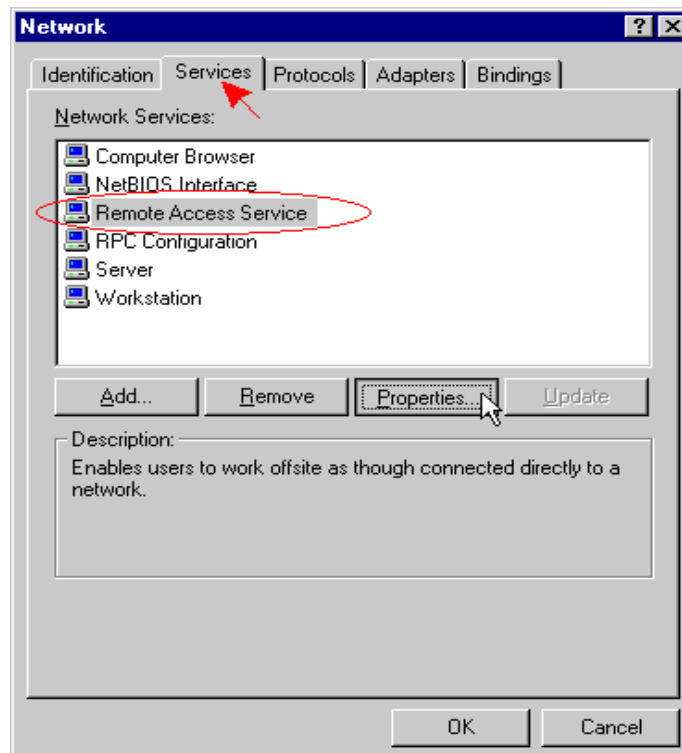 Network
Identification Services Protocols Adapters Bindings
Network Services:
Computer Browser
NetBIOS Interface
Remote Access Service
RPC Configuration
Server
Workstation
Add... Remove Properties... Update
Description:
Enables users to work offsite as though connected directly to a
network.
OK Cancel